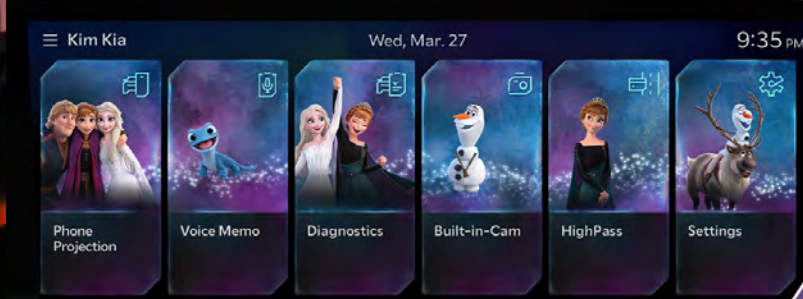 Kim Kia
Wed, Mar. 27
9:35 PM
Phone
Projection
Voice Memo
Diagnostics
Built-in-Cam
HighPass
Settings